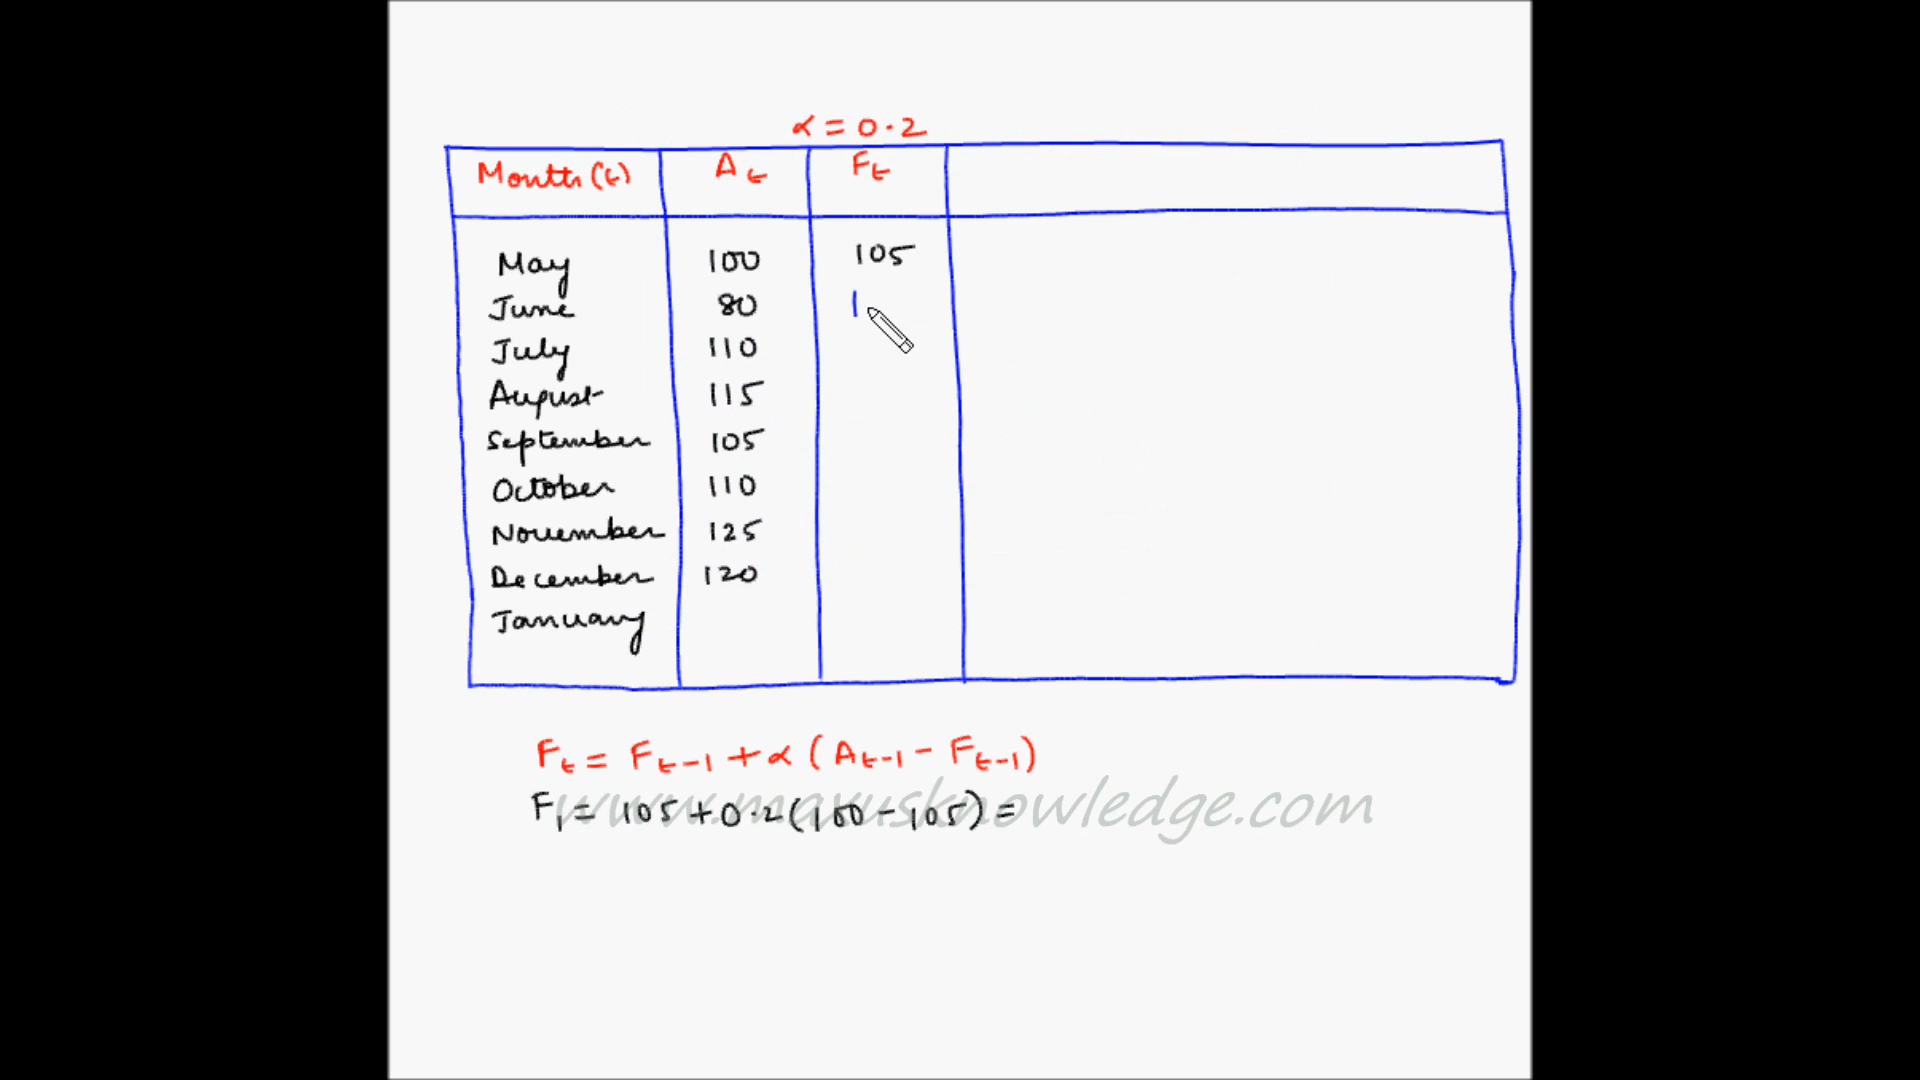 α = 0.2
Month (t) At Ft
May 100 105
June 80 1
July 110
August 115
September 105
October 110
November 125
December 120
January
Ft = Ft-1 + α (At-1 - Ft-1)
F1 = 105 + 0.2 (100 - 105) =
www.maxusknowledge.com